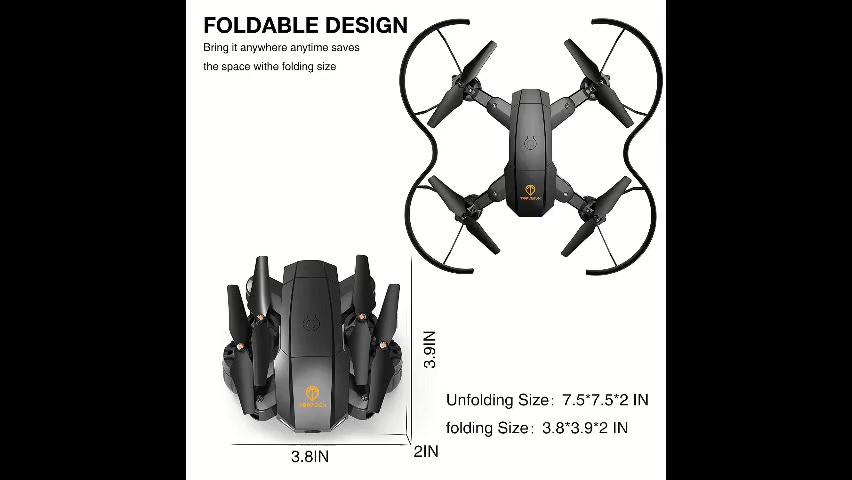 FOLDABLE DESIGN
Bring it anywhere anytime saves
the space withe folding size
3.9IN
Unfolding Size: 7.5*7.5*2 IN
folding Size: 3.8*3.9*2 IN
2IN
3.8IN